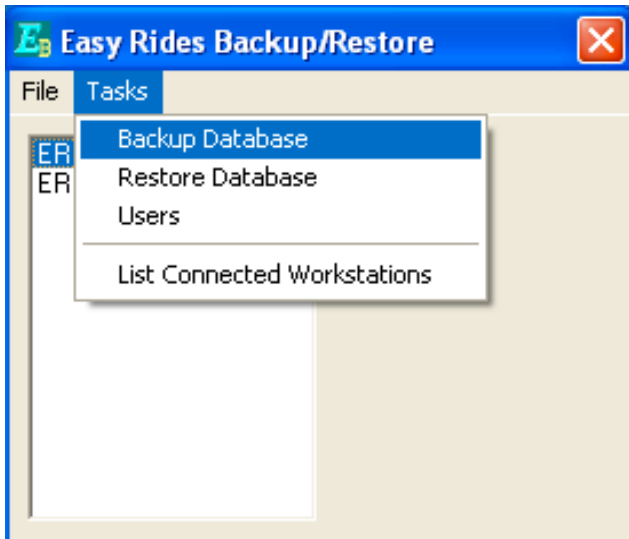 EB Easy Rides Backup/Restore
File Tasks
Backup Database
ER
Restore Database
ER
Users
List Connected Workstations